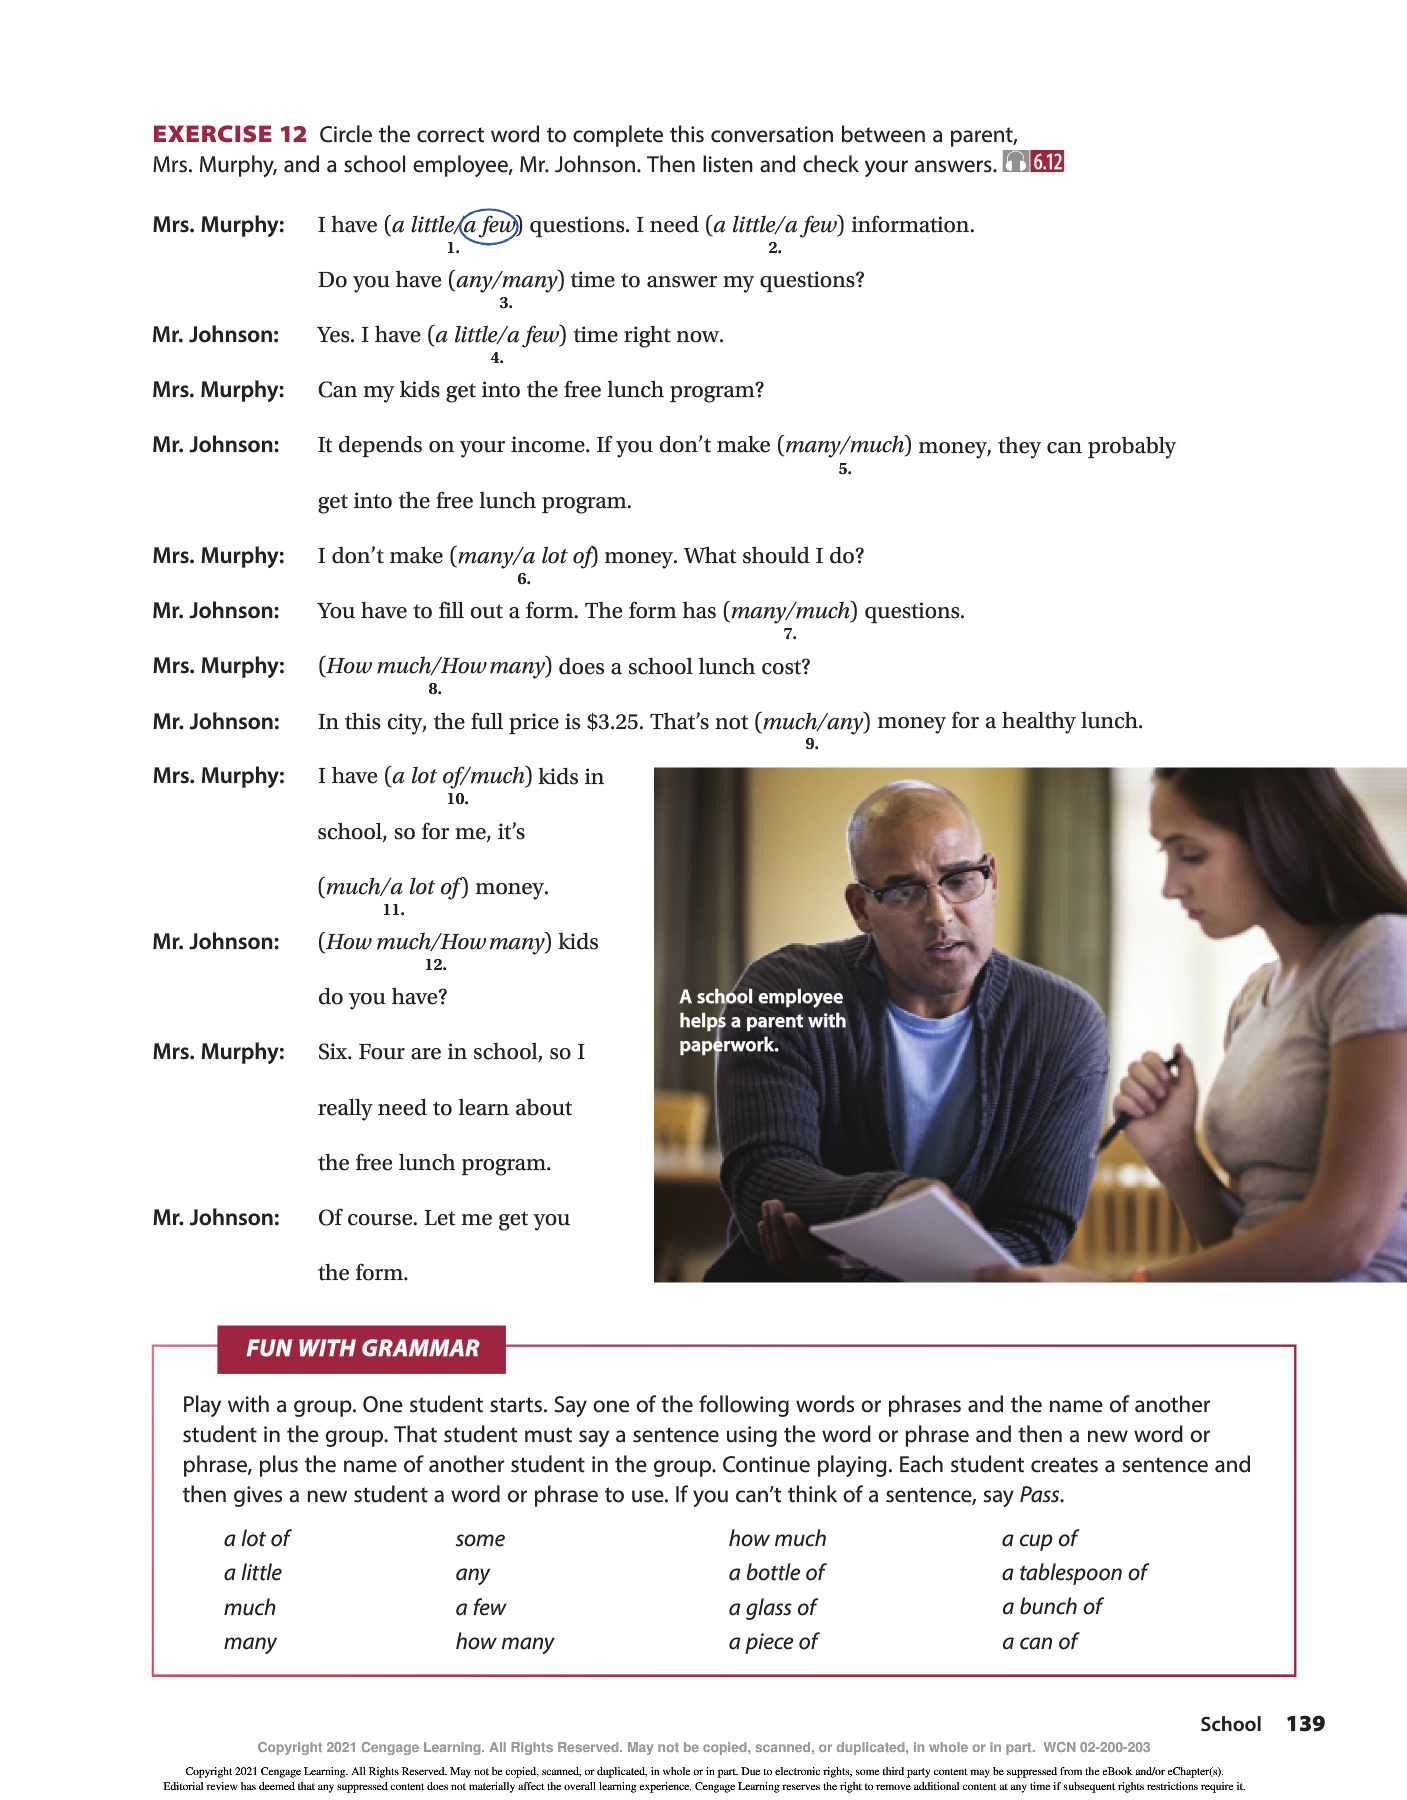 EXERCISE 12 Circle the correct word to complete this conversation between a parent,
Mrs. Murphy, and a school employee, Mr. Johnson. Then listen and check your answers. 6.12
Mrs. Murphy: I have (a little/a few) questions. I need (a little/a few) information.
1. 2.
Do you have (any/many) time to answer my questions?
3.
Mr. Johnson: Yes. I have (a little/a few) time right now.
4.
Mrs. Murphy: Can my kids get into the free lunch program?
Mr. Johnson: It depends on your income. If you don't make (many/much) money, they can probably
5.
get into the free lunch program.
Mrs. Murphy: I don't make (many/a lot of) money. What should I do?
6.
Mr. Johnson: You have to fill out a form. The form has (many/much) questions.
7.
Mrs. Murphy: (How much/How many) does a school lunch cost?
8.
Mr. Johnson: In this city, the full price is $3.25. That's not (much/any) money for a healthy lunch.
9.
Mrs. Murphy: I have (a lot of/much) kids in
10.
school, so for me, it's
(much/a lot of) money.
11.
Mr. Johnson: (How much/How many) kids
12.
do you have?
Mrs. Murphy: Six. Four are in school, so I
really need to learn about
the free lunch program.
Mr. Johnson: Of course. Let me get you
the form.
A school employee
helps a parent with
paperwork.
FUN WITH GRAMMAR
Play with a group. One student starts. Say one of the following words or phrases and the name of another
student in the group. That student must say a sentence using the word or phrase and then a new word or
phrase, plus the name of another student in the group. Continue playing. Each student creates a sentence and
then gives a new student a word or phrase to use. If you can't think of a sentence, say Pass.
a lot of some how much a cup of
a little any a bottle of a tablespoon of
much a few a glass of a bunch of
many how many a piece of a can of
School 139
Copyright 2021 Cengage Learning. All Rights Reserved. May not be copied, scanned, or duplicated, in whole or in part. WCN 02-200-203
Copyright 2021 Cengage Learning. All Rights Reserved. May not be copied, scanned, or duplicated, in whole or in part. Due to electronic rights, some third party content may be suppressed from the eBook and/or eChapter(s).
Editorial review has deemed that any suppressed content does not materially affect the overall learning experience. Cengage Learning reserves the right to remove additional content at any time if subsequent rights restrictions require it.